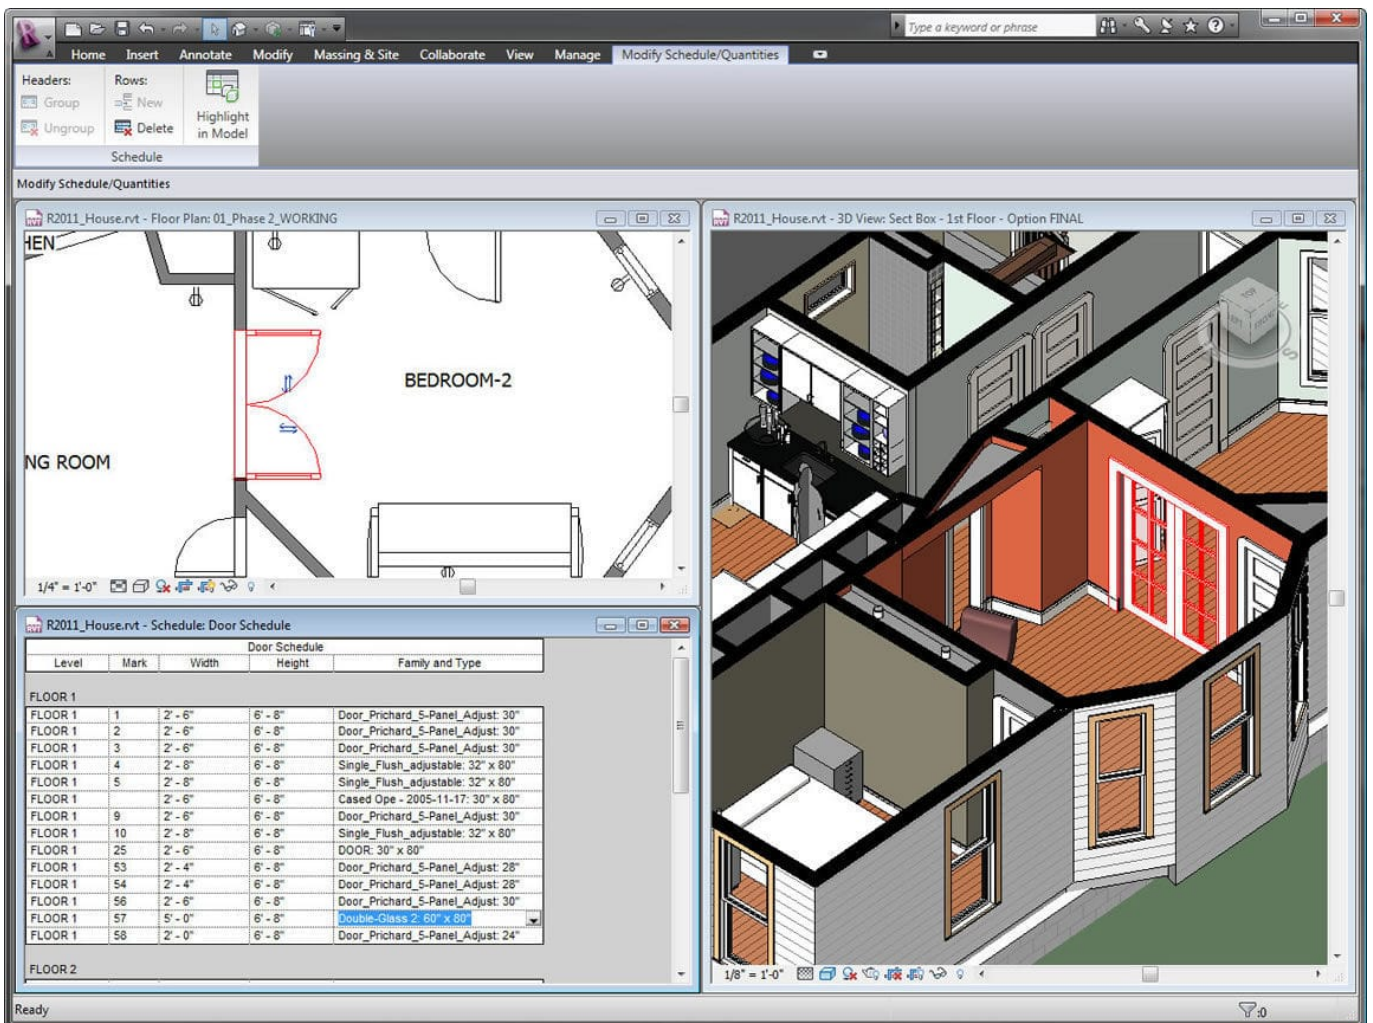 Type a keyword or phrase
Home Insert Annotate Modify Massing & Site Collaborate View Manage Modify Schedule/Quantities
Headers: Rows:
Group New
Ungroup Delete
Highlight
in Model
Schedule
Modify Schedule/Quantities
R2011_House.rvt - Floor Plan: 01_Phase 2_WORKING
HEN
BEDROOM-2
NG ROOM
1/4" = 1'-0"
R2011_House.rvt - Schedule: Door Schedule
Door Schedule
Level Mark Width Height Family and Type
FLOOR 1
FLOOR 1 1 2' - 6" 6' - 8" Door_Prichard_5-Panel_Adjust: 30"
FLOOR 1 2 2' - 6" 6' - 8" Door_Prichard_5-Panel_Adjust: 30"
FLOOR 1 3 2' - 6" 6' - 8" Door_Prichard_5-Panel_Adjust: 30"
FLOOR 1 4 2' - 8" 6' - 8" Single_Flush_adjustable: 32" x 80"
FLOOR 1 5 2' - 8" 6' - 8" Single_Flush_adjustable: 32" x 80"
FLOOR 1 2' - 6" 6' - 8" Cased Ope - 2005-11-17: 30" x 80"
FLOOR 1 9 2' - 6" 6' - 8" Door_Prichard_5-Panel_Adjust: 30"
FLOOR 1 10 2' - 8" 6' - 8" Single_Flush_adjustable: 32" x 80"
FLOOR 1 25 2' - 6" 6' - 8" DOOR: 30" x 80"
FLOOR 1 53 2' - 4" 6' - 8" Door_Prichard_5-Panel_Adjust: 28"
FLOOR 1 54 2' - 4" 6' - 8" Door_Prichard_5-Panel_Adjust: 28"
FLOOR 1 56 2' - 6" 6' - 8" Door_Prichard_5-Panel_Adjust: 30"
FLOOR 1 57 5' - 0" 6' - 8" Double-Glass 2: 60" x 80"
FLOOR 1 58 2' - 0" 6' - 8" Door_Prichard_5-Panel_Adjust: 24"
FLOOR 2
R2011_House.rvt - 3D View: Sect Box - 1st Floor - Option FINAL
TOP
FRONT
S
E
1/8" = 1'-0"
Ready
:0